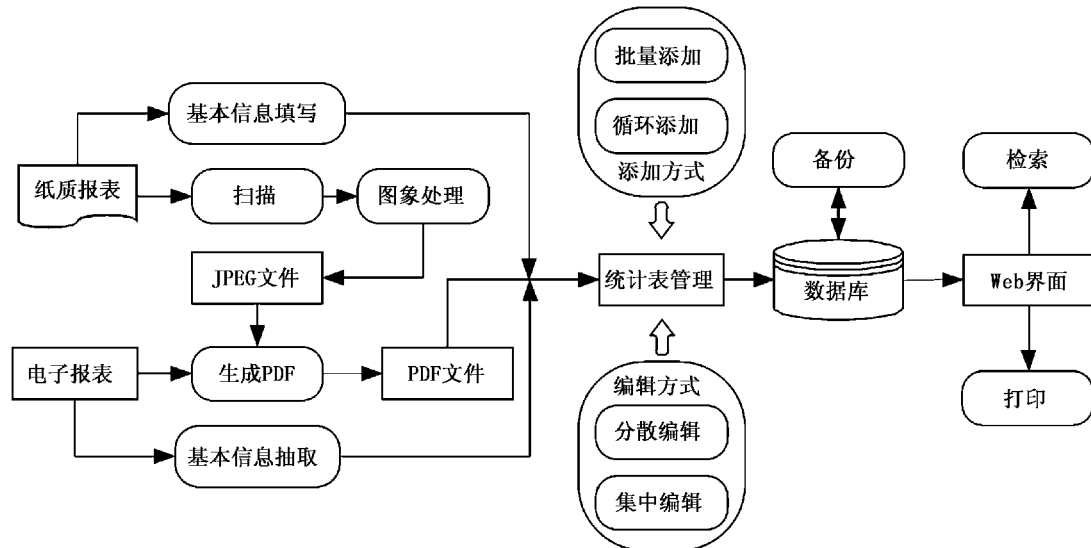 批量添加
循环添加
添加方式
基本信息填写
纸质报表
扫描
图象处理
备份
检索
JPEG文件
统计表管理
数据库
Web界面
电子报表
生成PDF
PDF文件
编辑方式
分散编辑
集中编辑
打印
基本信息抽取